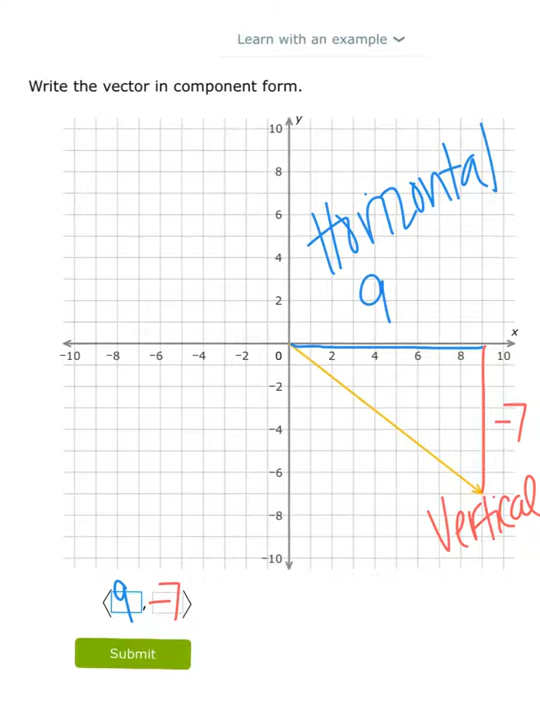 Learn with an example
Write the vector in component form.
y
10
8
6
4
2
Horizontal
9
x
−10 −8 −6 −4 −2 0 2 4 6 8 10
−2
−4
−6
−8
−10
−7
Vertical
⟨9, −7⟩
Submit